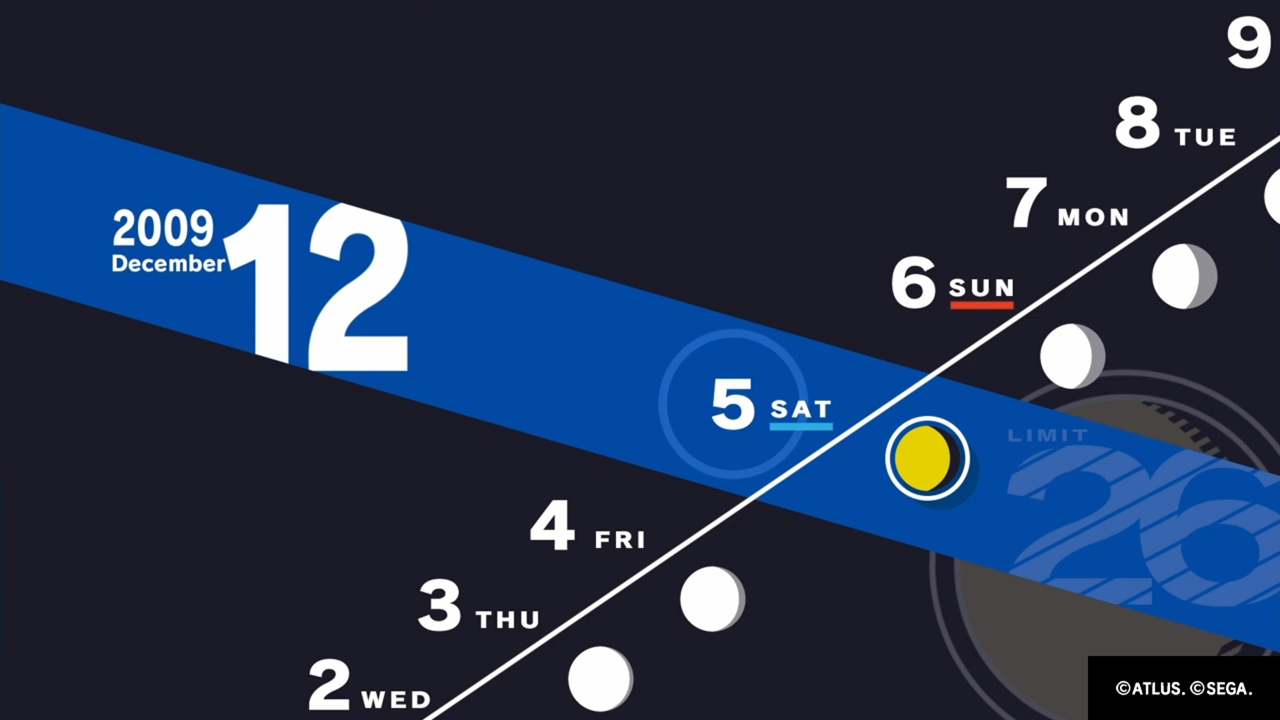 9
8 TUE
7 MON
2009
December
12
6 SUN
5 SAT
LIMIT
26
4 FRI
3 THU
2 WED
©ATLUS. ©SEGA.